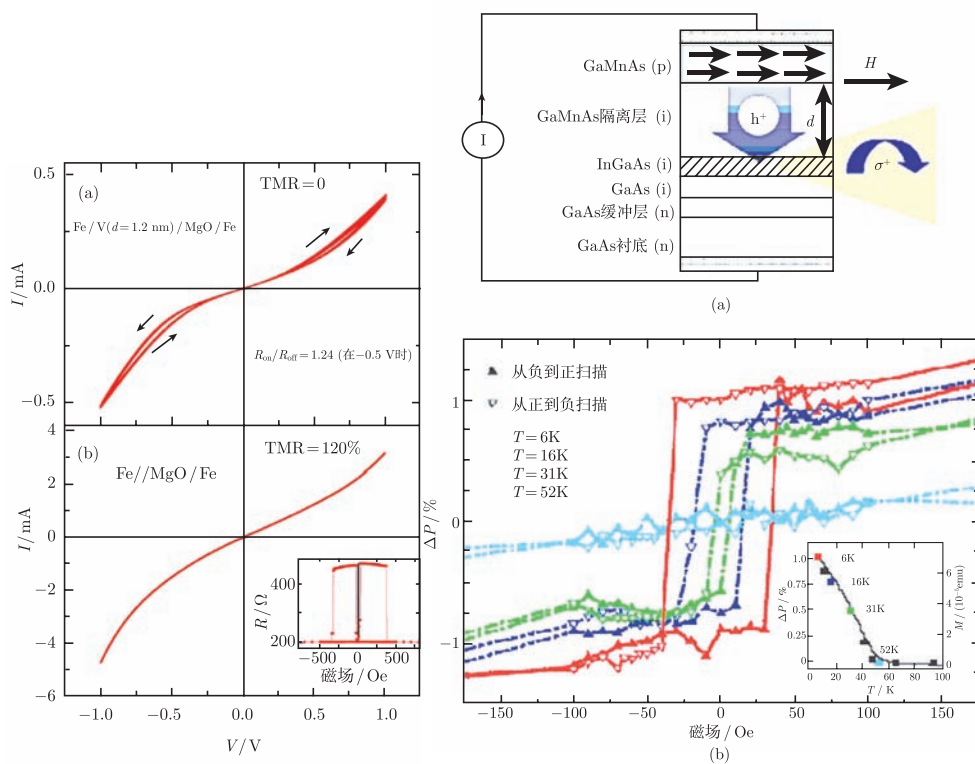 (a)
TMR=0
Fe/V(d=1.2 nm)/MgO/Fe
R_on/R_off=1.24 (在−0.5 V时)
I/mA
0.5
0.0
−0.5
(b)
TMR=120%
Fe//MgO/Fe
I/mA
4
3
2
1
0
−2
−4
−6
R/Ω
400
200
−500
0
500
磁场/Oe
−1.0
−0.5
0.0
0.5
1.0
V/V
GaMnAs (p)
GaMnAs隔离层 (i)
InGaAs (i)
GaAs (i)
GaAs缓冲层 (n)
GaAs衬底 (n)
I
h⁺
d
H
σ⁺
(a)
从负到正扫描
从正到负扫描
T=6K
T=16K
T=31K
T=52K
ΔP/%
1
0
−1
−150
−100
−50
0
50
100
150
磁场/Oe
ΔP/%
1.0
0.75
0.5
0.25
0
6K
16K
31K
52K
6
4
2
0
M/(10⁻⁵emu)
0
20
40
60
80
100
T/K
(b)